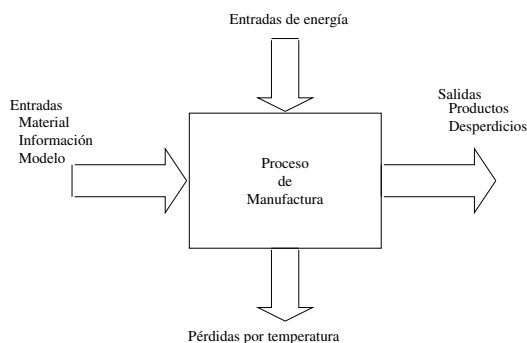 Entradas de energía
Entradas
Material
Información
Modelo
Salidas
Productos
Desperdicios
Proceso
de
Manufactura
Pérdidas por temperatura